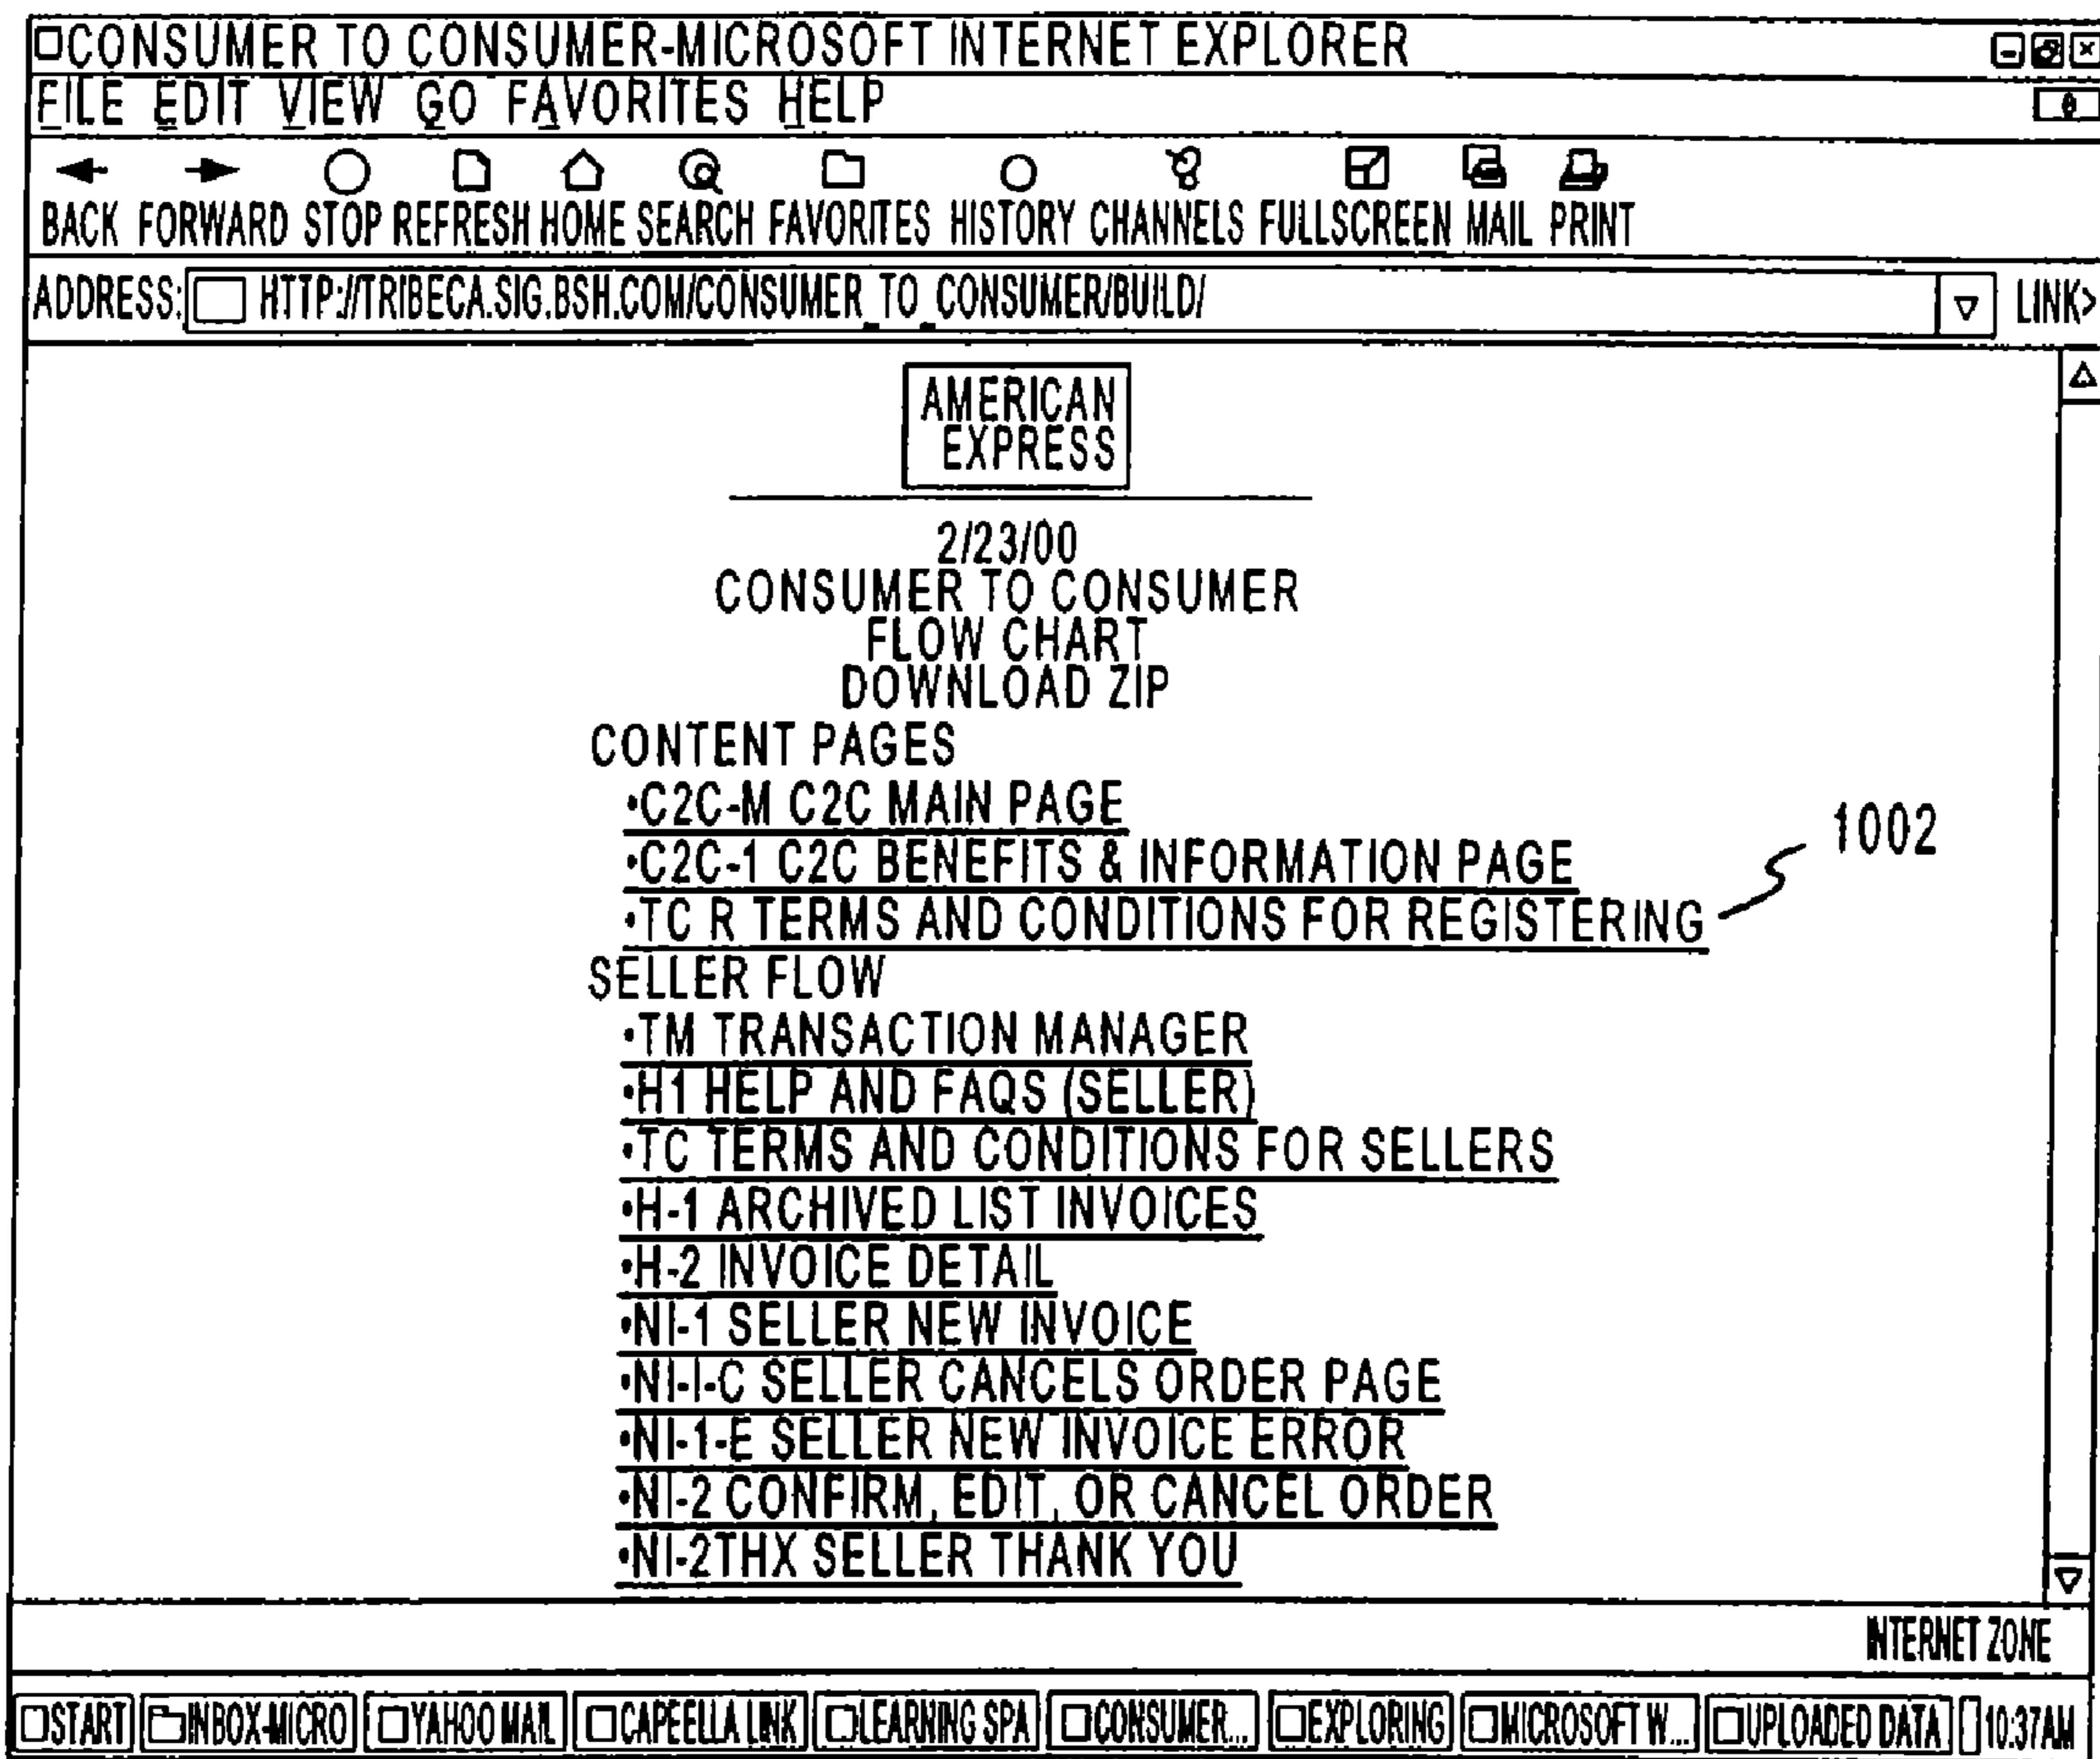 CONSUMER TO CONSUMER-MICROSOFT INTERNET EXPLORER
FILE EDIT VIEW GO FAVORITES HELP
BACK FORWARD STOP REFRESH HOME SEARCH FAVORITES HISTORY CHANNELS FULLSCREEN MAIL PRINT
ADDRESS: HTTP://TRIBECA.SIG.BSH.COM/CONSUMER_TO_CONSUMER/BUILD/ LINK>
AMERICAN
EXPRESS
2/23/00
CONSUMER TO CONSUMER
FLOW CHART
DOWNLOAD ZIP
CONTENT PAGES
•C2C-M C2C MAIN PAGE
•C2C-1 C2C BENEFITS & INFORMATION PAGE
1002
•TC R TERMS AND CONDITIONS FOR REGISTERING
SELLER FLOW
•TM TRANSACTION MANAGER
•H1 HELP AND FAQS (SELLER)
•TC TERMS AND CONDITIONS FOR SELLERS
•H-1 ARCHIVED LIST INVOICES
•H-2 INVOICE DETAIL
•NI-1 SELLER NEW INVOICE
•NI-I-C SELLER CANCELS ORDER PAGE
•NI-1-E SELLER NEW INVOICE ERROR
•NI-2 CONFIRM, EDIT, OR CANCEL ORDER
•NI-2THX SELLER THANK YOU
INTERNET ZONE
START INBOX-MICRO YAHOO MAIL CAPEELLA LINK LEARNING SPA CONSUMER... EXPLORING MICROSOFT W... UPLOADED DATA 10:37AM